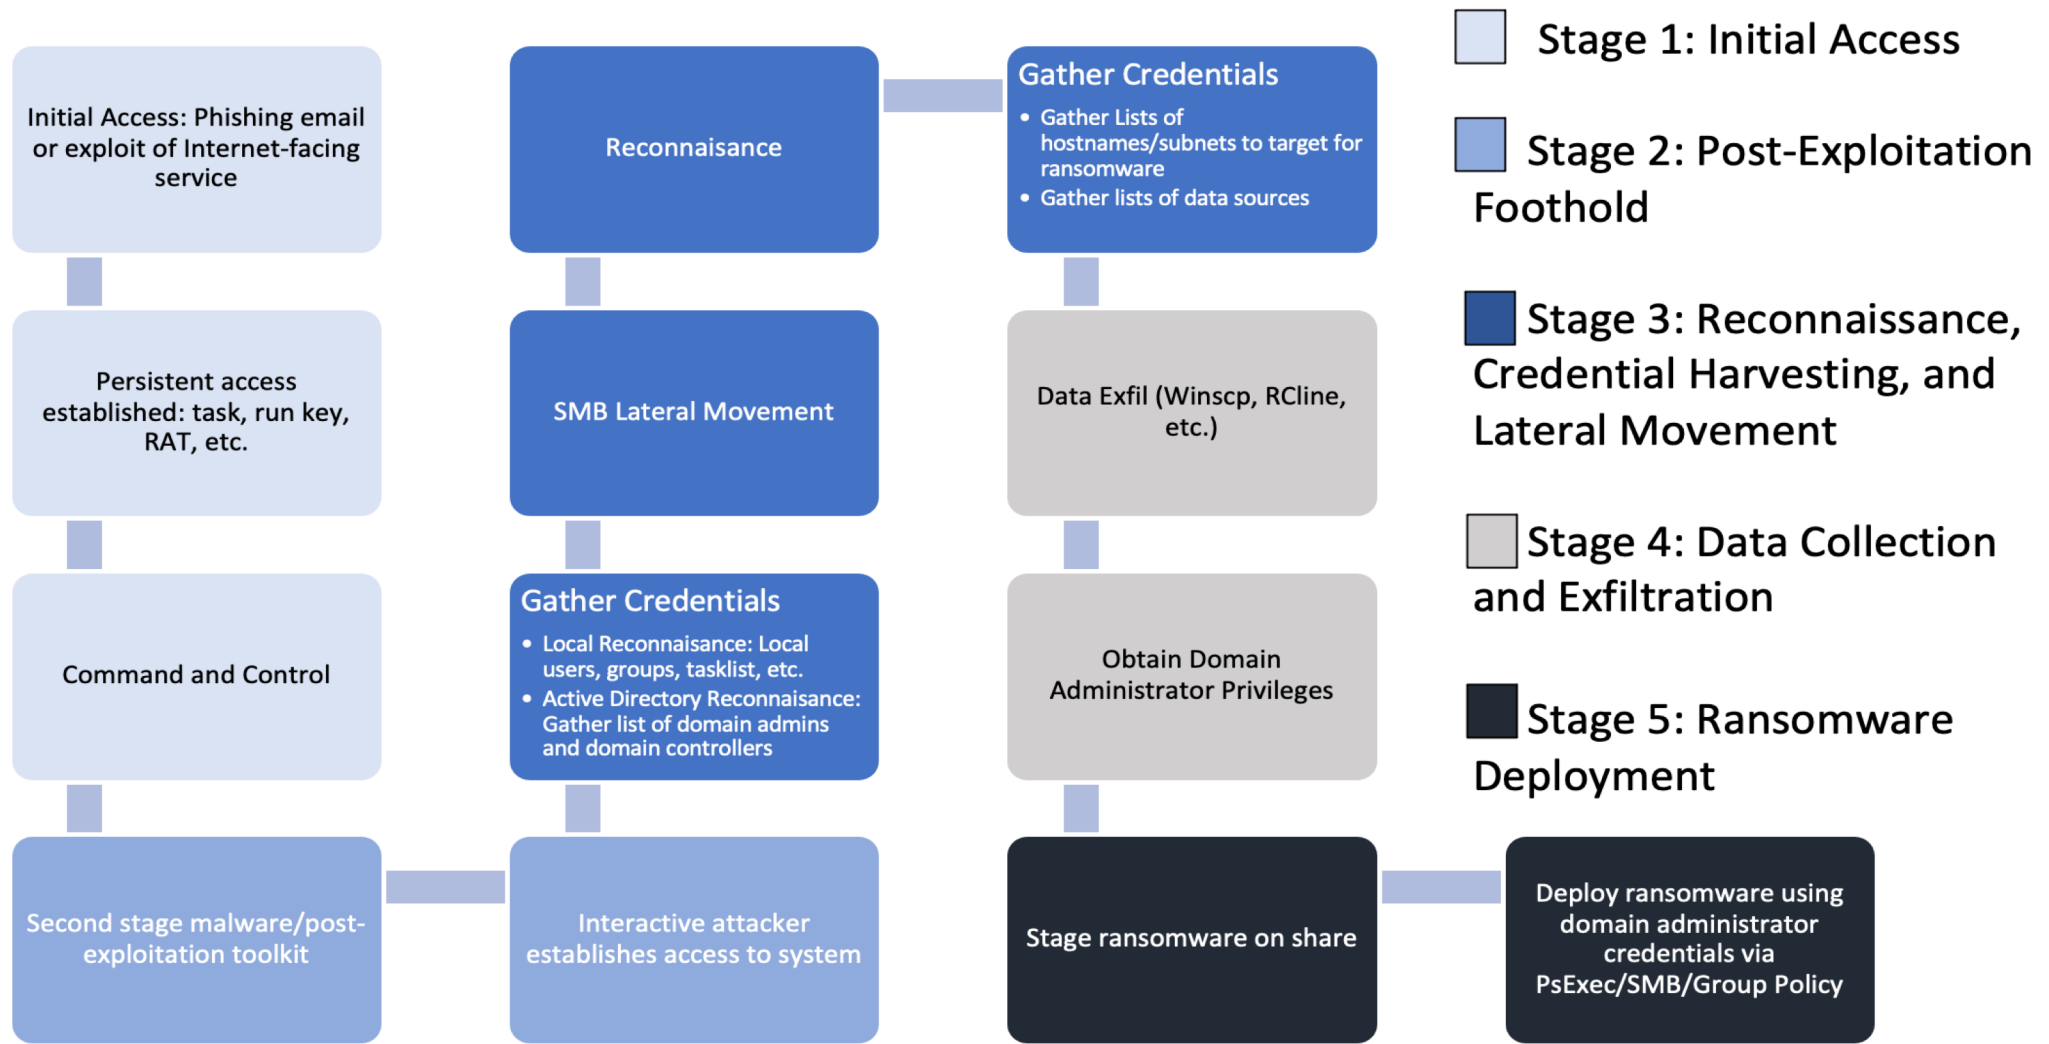 Initial Access: Phishing email
or exploit of Internet-facing
service
Persistent access
established: task, run key,
RAT, etc.
Command and Control
Second stage malware/post-
exploitation toolkit
Interactive attacker
establishes access to system
Gather Credentials
• Local Reconnaisance: Local
users, groups, tasklist, etc.
• Active Directory Reconnaisance:
Gather list of domain admins
and domain controllers
SMB Lateral Movement
Reconnaisance
Gather Credentials
• Gather Lists of
hostnames/subnets to target for
ransomware
• Gather lists of data sources
Data Exfil (Winscp, RCline,
etc.)
Obtain Domain
Administrator Privileges
Stage ransomware on share
Deploy ransomware using
domain administrator
credentials via
PsExec/SMB/Group Policy
Stage 1: Initial Access
Stage 2: Post-Exploitation
Foothold
Stage 3: Reconnaissance,
Credential Harvesting, and
Lateral Movement
Stage 4: Data Collection
and Exfiltration
Stage 5: Ransomware
Deployment